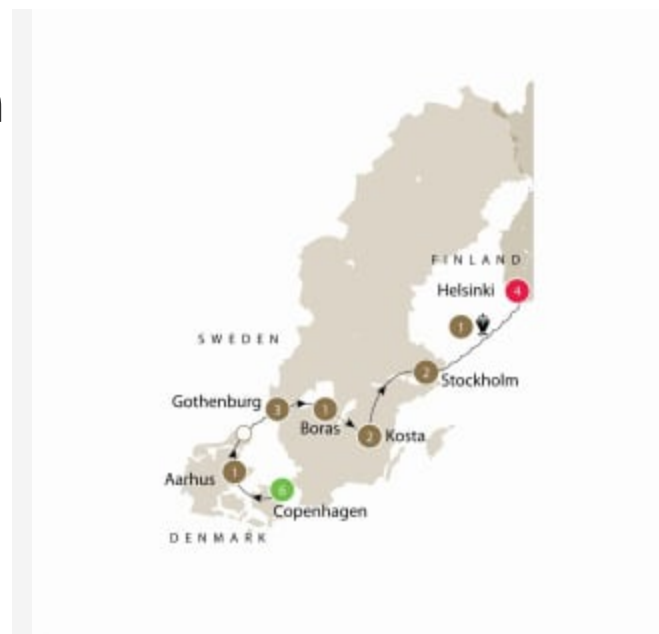 FINLAND
Helsinki 4
1
SWEDEN
2 Stockholm
Gothenburg 3
1
Boras
2 Kosta
Aarhus 1
6
Copenhagen
DENMARK